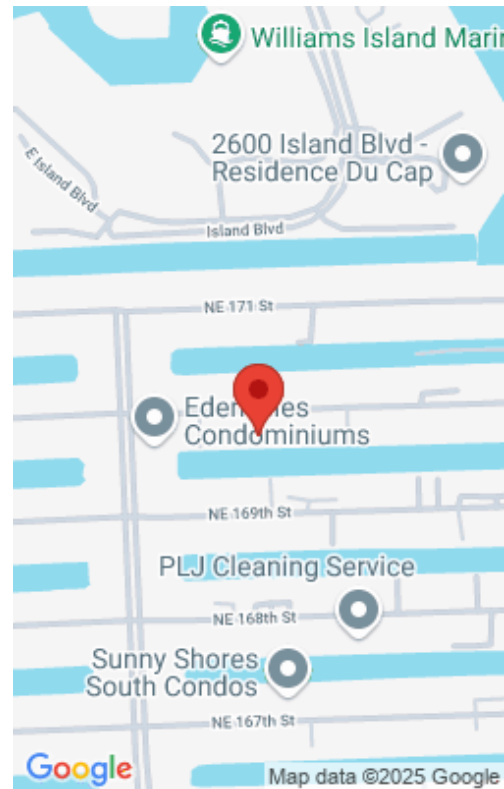 Williams Island Marin
2600 Island Blvd -
Residence Du Cap
E Island Blvd
Island Blvd
NE 171 St
Condominiums
NE 169th St
PLJ Cleaning Service
NE 168th St
Sunny Shores
South Condos
NE 167th St
Google
Map data ©2025 Google